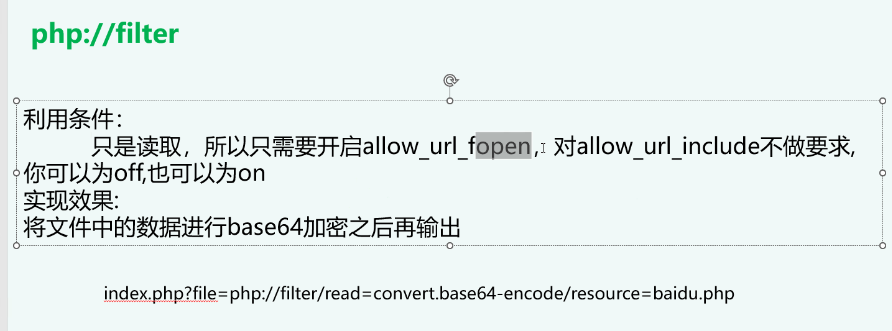 php://filter
利用条件：
只是读取，所以只需要开启allow_url_fopen，对allow_url_include不做要求,
你可以为off,也可以为on
实现效果:
将文件中的数据进行base64加密之后再输出
index.php?file=php://filter/read=convert.base64-encode/resource=baidu.php